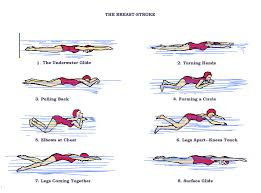 THE BREAST-STROKE
1. The Underwater Glide
2. Turning Hands
3. Pulling Back
4. Forming a Circle
5. Elbows at Chest
6. Legs Apart--Knees Touch
7. Legs Coming Together
8. Surface Glide